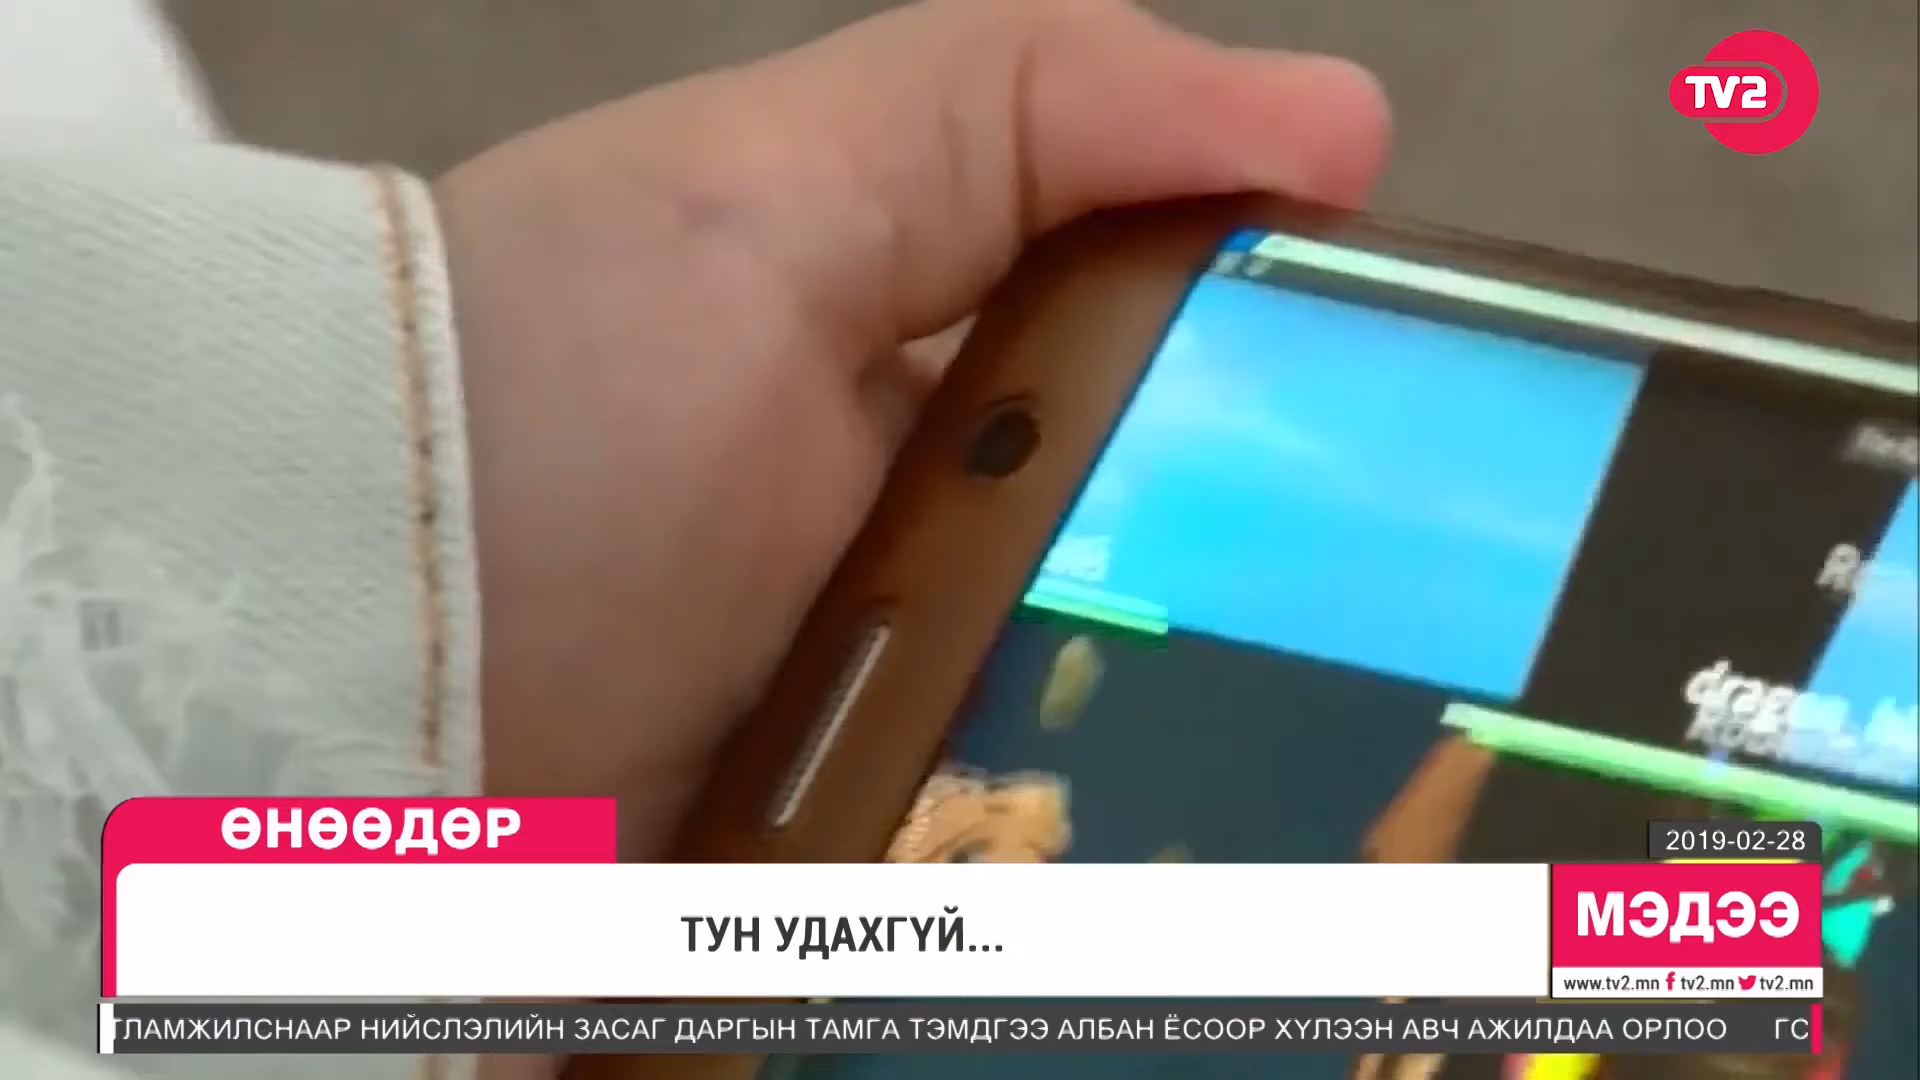 TV2
ӨНӨӨДӨР
2019-02-28
ТУН УДАХГҮЙ...
МЭДЭЭ
www.tv2.mn tv2.mn tv2.mn
ТЛАМЖИЛСНААР НИЙСЛЭЛИЙН ЗАСАГ ДАРГЫН ТАМГА ТЭМДГЭЭ АЛБАН ЁСООР ХҮЛЭЭН АВЧ АЖИЛДАА ОРЛОО ГС